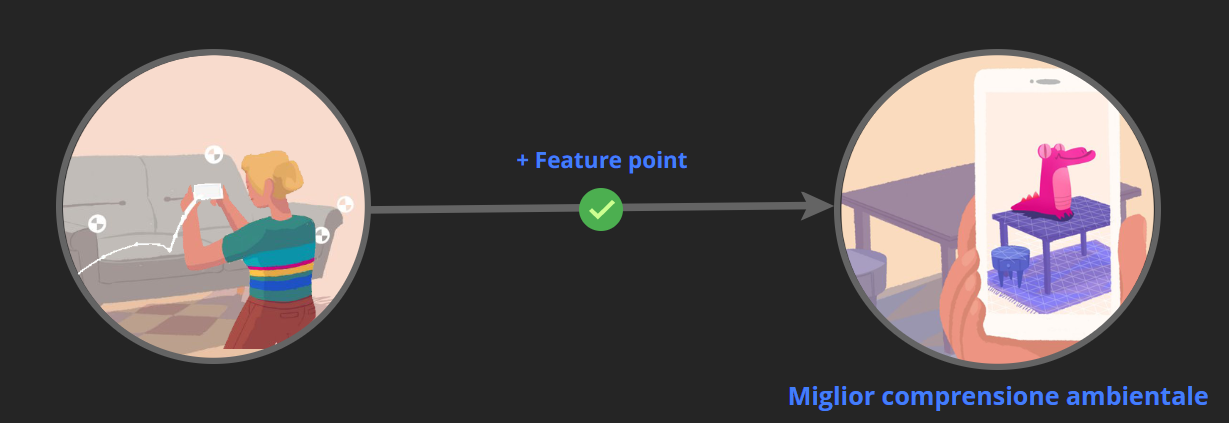 + Feature point
Miglior comprensione ambientale